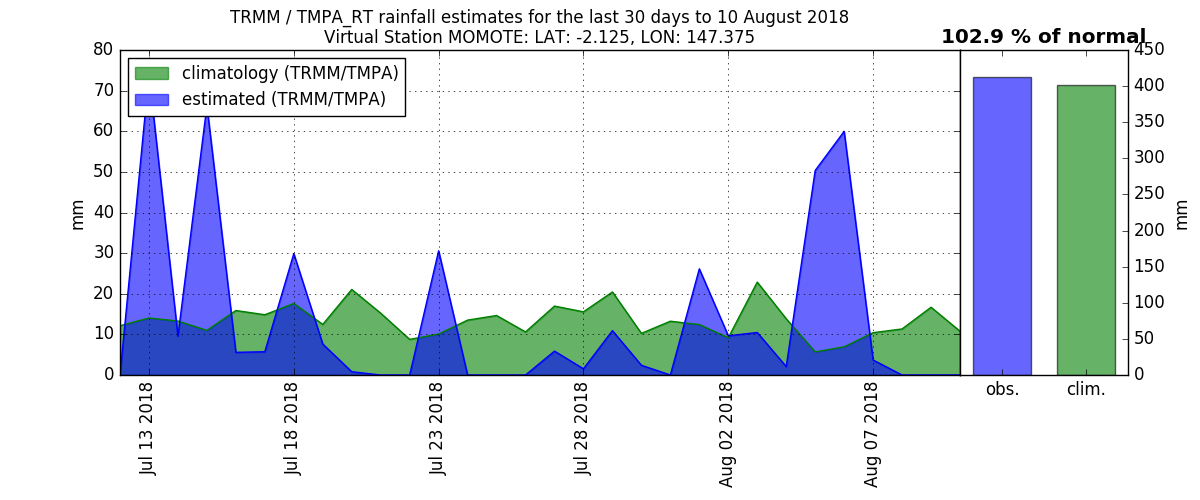 TRMM / TMPA_RT rainfall estimates for the last 30 days to 10 August 2018
Virtual Station MOMOTE: LAT: -2.125, LON: 147.375
102.9 % of normal
climatology (TRMM/TMPA)
estimated (TRMM/TMPA)
80
70
60
50
40
30
20
10
0
mm
Jul 13 2018
Jul 18 2018
Jul 23 2018
Jul 28 2018
Aug 02 2018
Aug 07 2018
450
400
350
300
250
200
150
100
50
0
mm
obs.
clim.